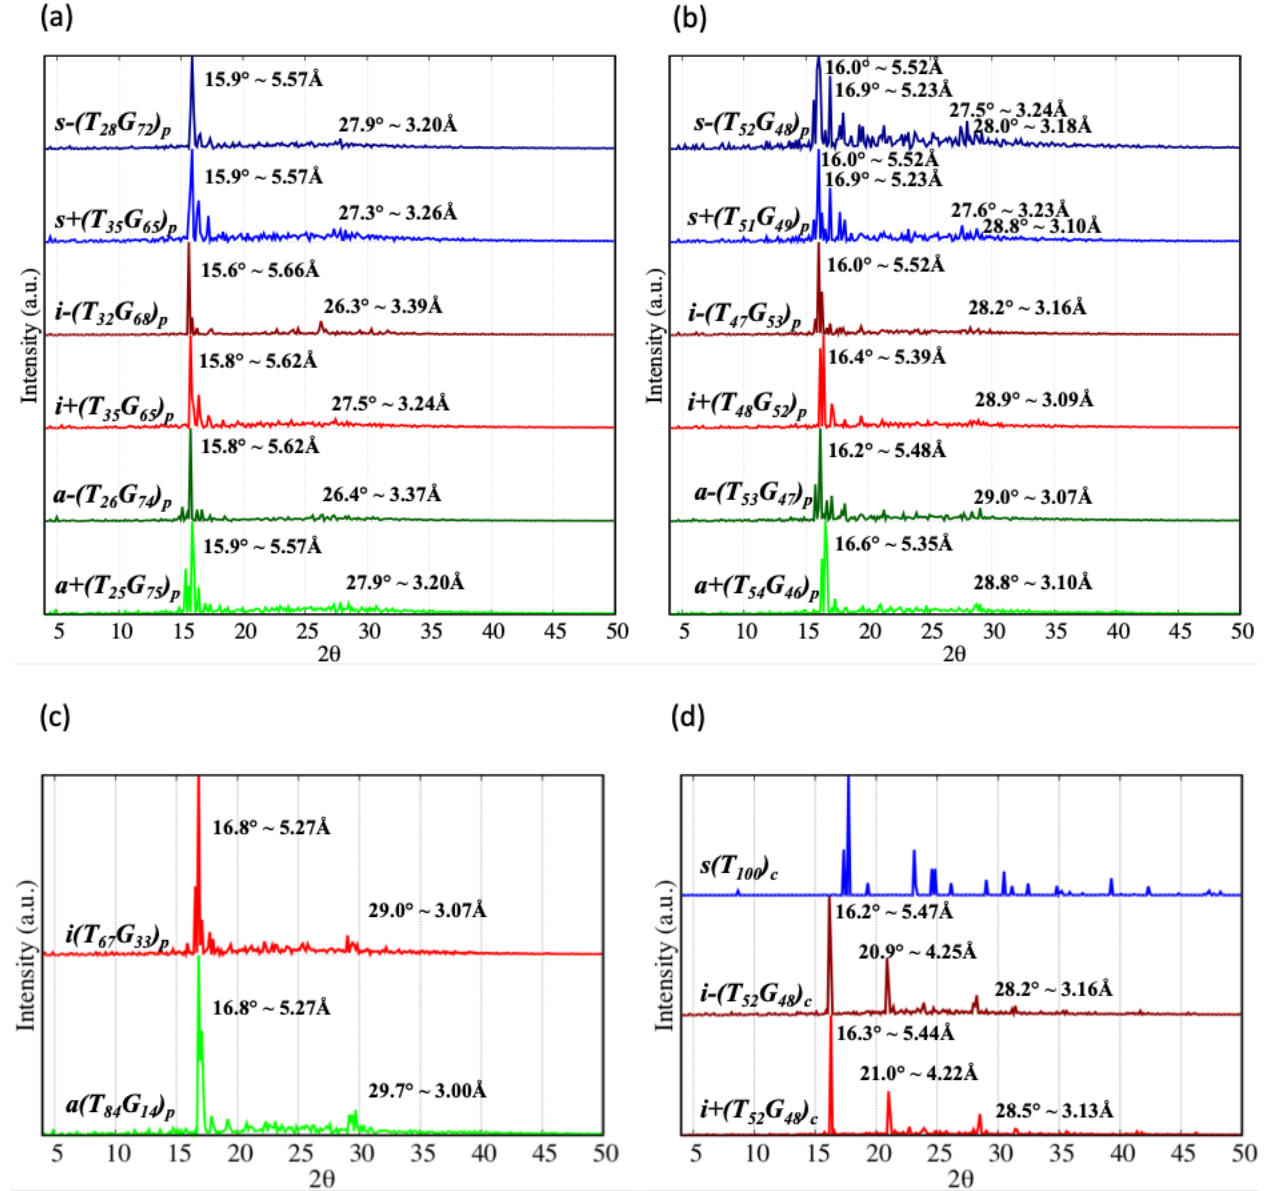 (a)
15.9° ~ 5.57Å
s-(T28G72)p
27.9° ~ 3.20Å
15.9° ~ 5.57Å
s+(T35G65)p
27.3° ~ 3.26Å
15.6° ~ 5.66Å
i-(T32G68)p
26.3° ~ 3.39Å
15.8° ~ 5.62Å
i+(T35G65)p
27.5° ~ 3.24Å
15.8° ~ 5.62Å
a-(T26G74)p
26.4° ~ 3.37Å
15.9° ~ 5.57Å
a+(T25G75)p
27.9° ~ 3.20Å
Intensity (a.u.)
5 10 15 20 25 30 35 40 45 50
2θ
(b)
16.0° ~ 5.52Å
16.9° ~ 5.23Å
27.5° ~ 3.24Å
s-(T52G48)p
28.0° ~ 3.18Å
16.0° ~ 5.52Å
16.9° ~ 5.23Å
27.6° ~ 3.23Å
s+(T51G49)p
28.8° ~ 3.10Å
16.0° ~ 5.52Å
i-(T47G53)p
28.2° ~ 3.16Å
16.4° ~ 5.39Å
i+(T48G52)p
28.9° ~ 3.09Å
16.2° ~ 5.48Å
a-(T53G47)p
29.0° ~ 3.07Å
16.6° ~ 5.35Å
a+(T54G46)p
28.8° ~ 3.10Å
Intensity (a.u.)
5 10 15 20 25 30 35 40 45 50
2θ
(c)
16.8° ~ 5.27Å
i(T67G33)p
29.0° ~ 3.07Å
16.8° ~ 5.27Å
a(T84G14)p
29.7° ~ 3.00Å
Intensity (a.u.)
5 10 15 20 25 30 35 40 45 50
2θ
(d)
s(T100)c
16.2° ~ 5.47Å
20.9° ~ 4.25Å
i-(T52G48)c
28.2° ~ 3.16Å
16.3° ~ 5.44Å
21.0° ~ 4.22Å
i+(T52G48)c
28.5° ~ 3.13Å
Intensity (a.u.)
5 10 15 20 25 30 35 40 45 50
2θ